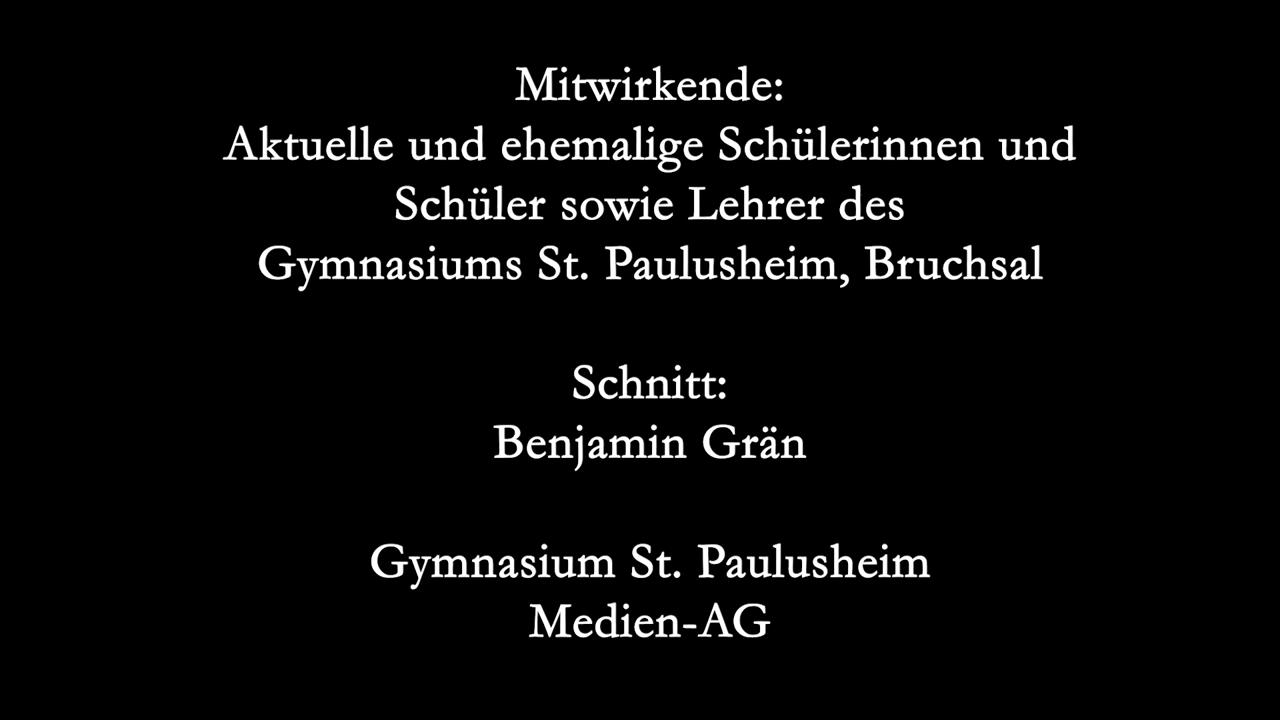 Mitwirkende:
Aktuelle und ehemalige Schülerinnen und
Schüler sowie Lehrer des
Gymnasiums St. Paulusheim, Bruchsal
Schnitt:
Benjamin Grän
Gymnasium St. Paulusheim
Medien-AG